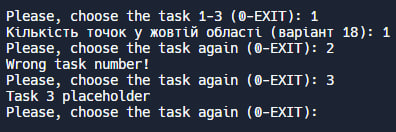 Please, choose the task 1-3 (0-EXIT): 1
Кількість точок у жовтій області (варіант 18): 1
Please, choose the task again (0-EXIT): 2
Wrong task number!
Please, choose the task again (0-EXIT): 3
Task 3 placeholder
Please, choose the task again (0-EXIT):